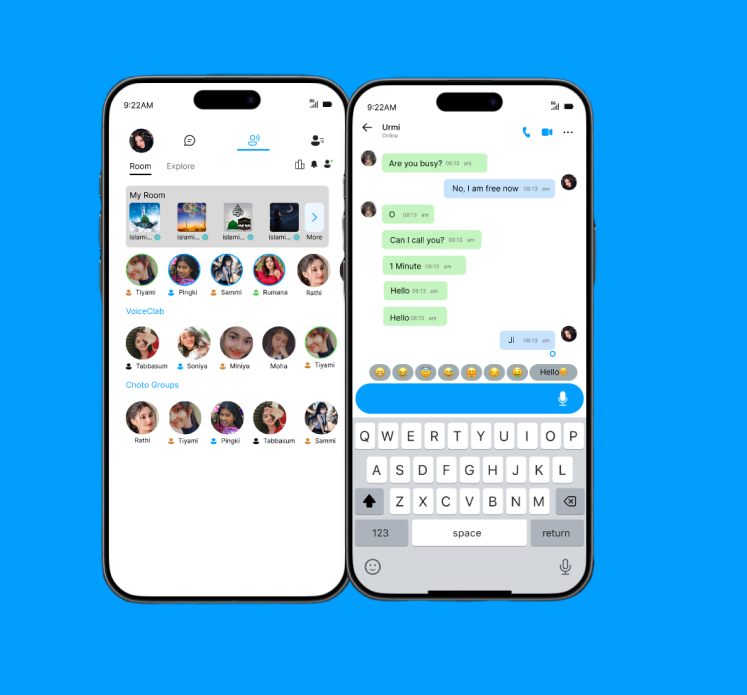 9:22AM
5G
Room
Explore
My Room
islami...
islami...
islami...
islami...
More
Tiyami
Pingki
Sammi
Rumana
Rathi
VoiceClab
Tabbasum
Soniya
Miniya
Moha
Tiyami
Choto Groups
Rathi
Tiyami
Pingki
Tabbasum
Sammi
9:22AM
5G
Urmi
Online
Are you busy? 08:13 am
No, I am free now 08:13 am
O 08:13 am
Can I call you? 08:13 am
1 Minute 08:13 am
Hello 08:13 am
Hello 08:13 am
Ji 08:13 am
Hello😊
Q W E R T Y U I O P
A S D F G H J K L
Z X C V B N M
123 space return